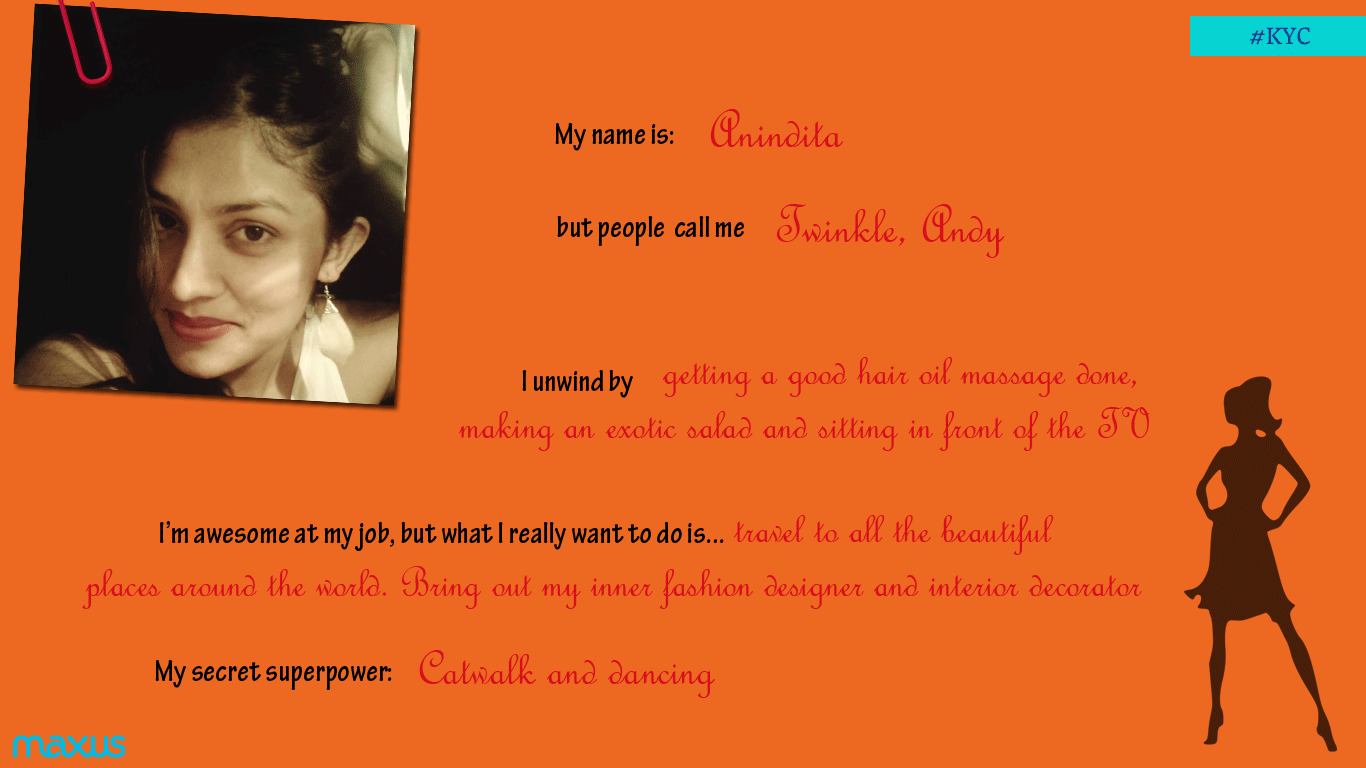 #KYC
My name is: Anindita
but people call me Twinkle, Andy
I unwind by getting a good hair oil massage done,
making an exotic salad and sitting in front of the TV
I'm awesome at my job, but what I really want to do is... travel to all the beautiful
places around the world. Bring out my inner fashion designer and interior decorator
My secret superpower: Catwalk and dancing
maxus